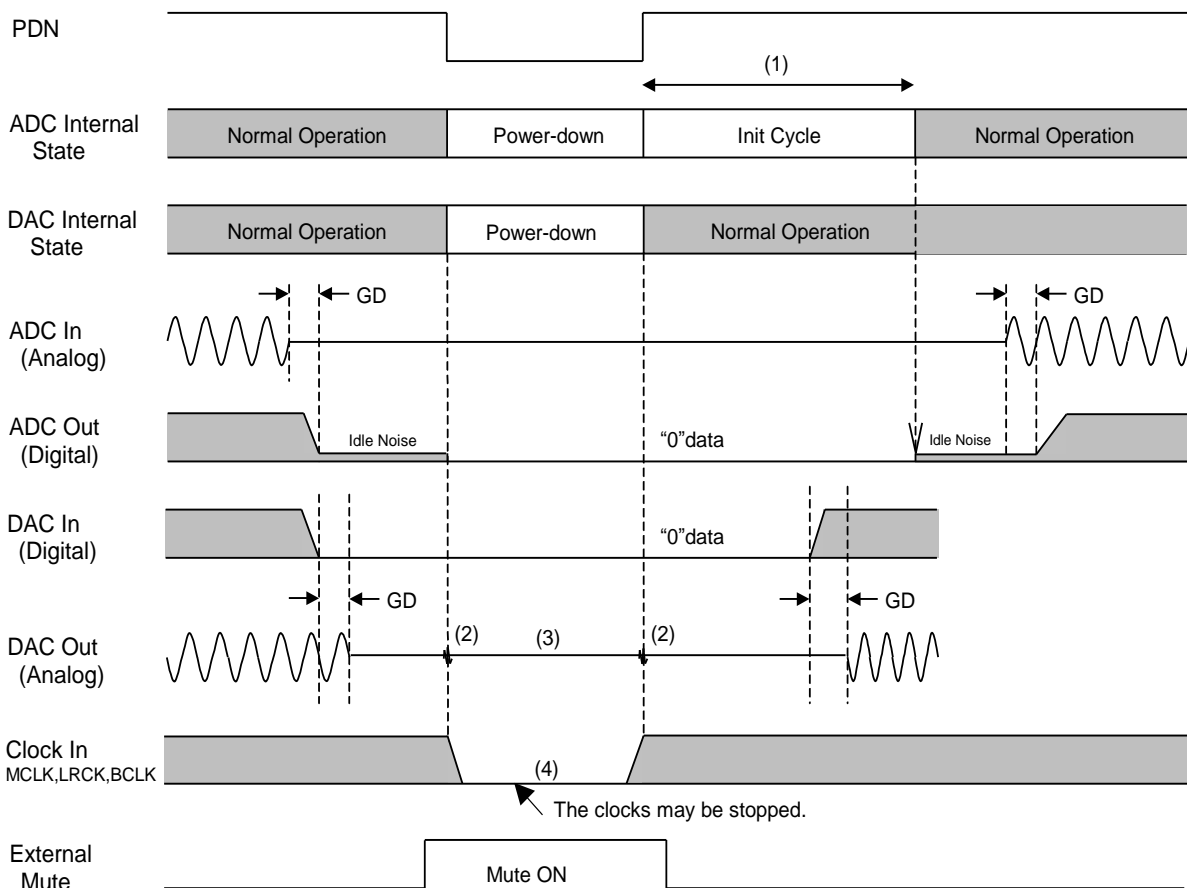 PDN
(1)
ADC Internal
State
Normal Operation
Power-down
Init Cycle
Normal Operation
DAC Internal
State
Normal Operation
Power-down
Normal Operation
GD
GD
ADC In
(Analog)
ADC Out
(Digital)
Idle Noise
“0”data
Idle Noise
DAC In
(Digital)
“0”data
GD
GD
DAC Out
(Analog)
(2)
(3)
(2)
Clock In
MCLK,LRCK,BCLK
(4)
The clocks may be stopped.
External
Mute
Mute ON